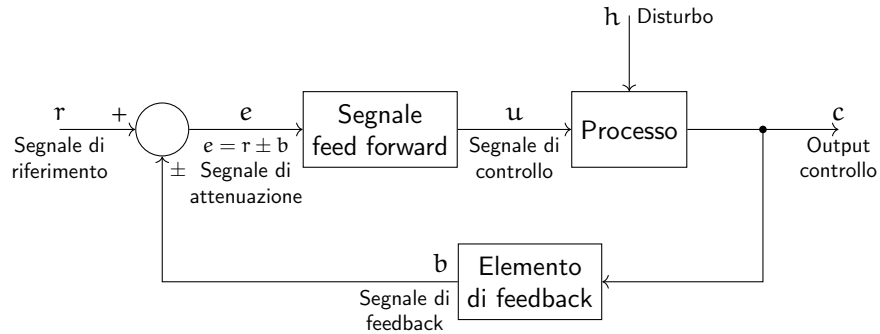 h Disturbo
r
+
e
Segnale
feed forward
u
Processo
c
Segnale di
riferimento
±
e = r ± b
Segnale di
attenuazione
Segnale di
controllo
Output
controllo
b
Segnale di
feedback
Elemento
di feedback